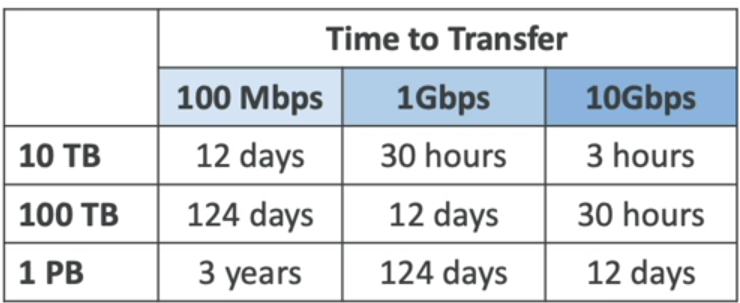 Time to Transfer
100 Mbps 1Gbps 10Gbps
10 TB 12 days 30 hours 3 hours
100 TB 124 days 12 days 30 hours
1 PB 3 years 124 days 12 days